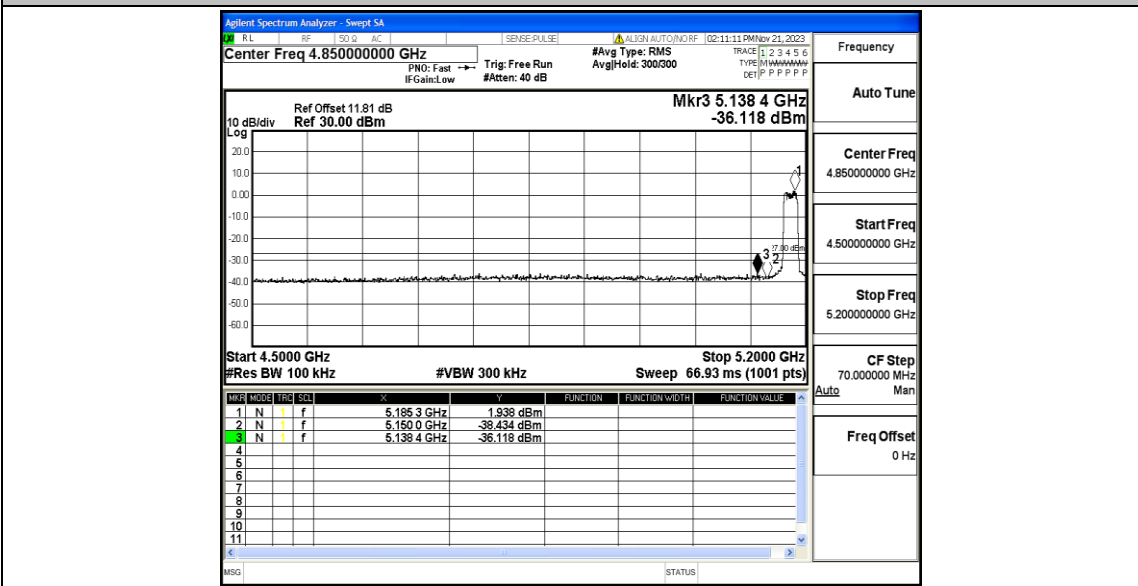 Agilent Spectrum Analyzer - Swept SA
RL RF 50 Ω AC SENSE:PULSE ALIGN AUTO/NO RF 02:11:11 PM Nov 21, 2023
Center Freq 4.850000000 GHz
PNO: Fast
IFGain:Low
Trig: Free Run
#Atten: 40 dB
#Avg Type: RMS
Avg|Hold: 300/300
TRACE 1 2 3 4 5 6
TYPE M
DET P P P P P P
Ref Offset 11.81 dB
10 dB/div Ref 30.00 dBm
Log
Mkr3 5.138 4 GHz
-36.118 dBm
20.0
10.0
0.00
-10.0
-20.0
-30.0
-40.0
-50.0
-60.0
1
3
2
27.00 dBm
Start 4.5000 GHz Stop 5.2000 GHz
#Res BW 100 kHz #VBW 300 kHz Sweep 66.93 ms (1001 pts)
MKR MODE TRC SCL X Y FUNCTION FUNCTION WIDTH FUNCTION VALUE
1 N 1 f 5.185 3 GHz 1.938 dBm
2 N 1 f 5.150 0 GHz -38.434 dBm
3 N 1 f 5.138 4 GHz -36.118 dBm
4
5
6
7
8
9
10
11
MSG STATUS
Frequency
Auto Tune
Center Freq
4.850000000 GHz
Start Freq
4.500000000 GHz
Stop Freq
5.200000000 GHz
CF Step
70.000000 MHz
Auto Man
Freq Offset
0 Hz